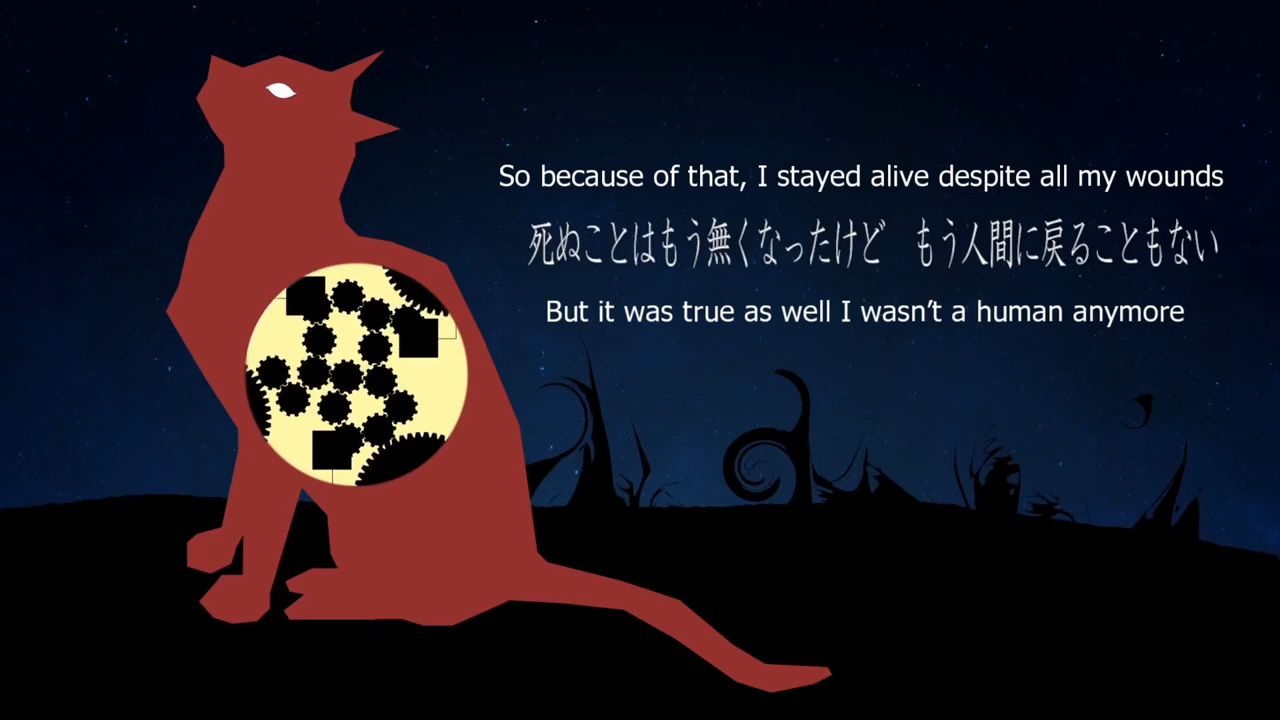 So because of that, I stayed alive despite all my wounds
死ぬことはもう無くなったけど　もう人間に戻ることもない
But it was true as well I wasn't a human anymore